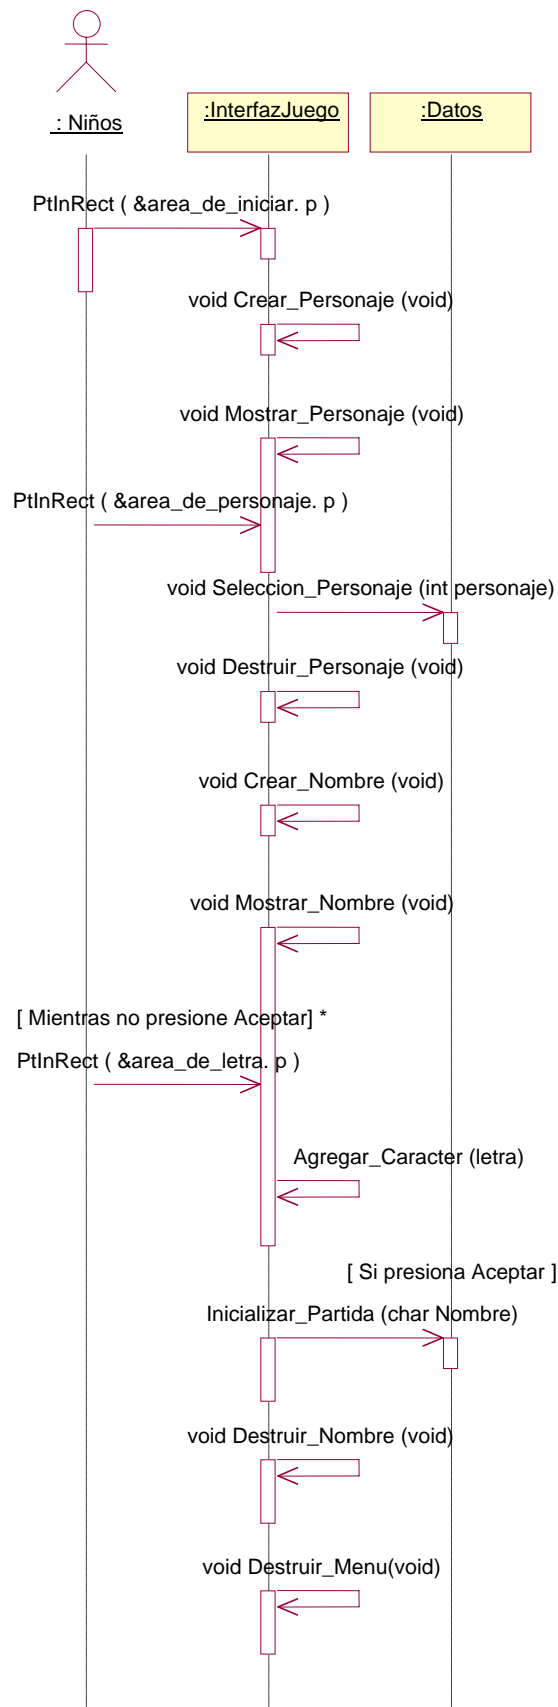 : Niños
:InterfazJuego
:Datos
PtInRect ( &area_de_iniciar. p )
void Crear_Personaje (void)
void Mostrar_Personaje (void)
PtInRect ( &area_de_personaje. p )
void Seleccion_Personaje (int personaje)
void Destruir_Personaje (void)
void Crear_Nombre (void)
void Mostrar_Nombre (void)
[ Mientras no presione Aceptar] *
PtInRect ( &area_de_letra. p )
Agregar_Caracter (letra)
[ Si presiona Aceptar ]
Inicializar_Partida (char Nombre)
void Destruir_Nombre (void)
void Destruir_Menu(void)